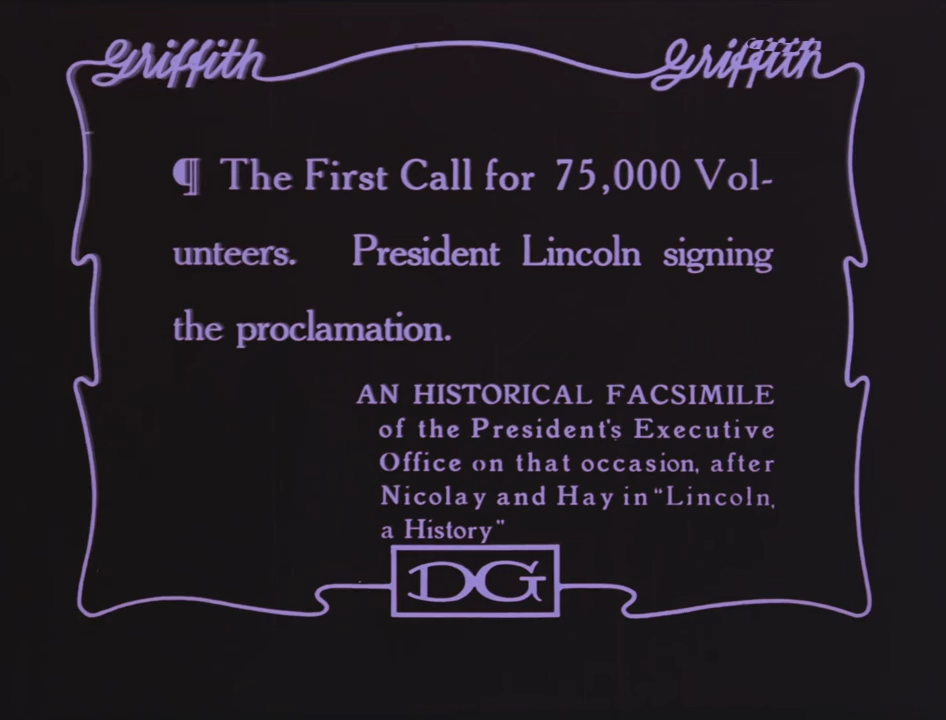 Griffith Griffith
¶ The First Call for 75,000 Vol-
unteers. President Lincoln signing
the proclamation.
AN HISTORICAL FACSIMILE
of the President's Executive
Office on that occasion, after
Nicolay and Hay in "Lincoln,
a History"
DG